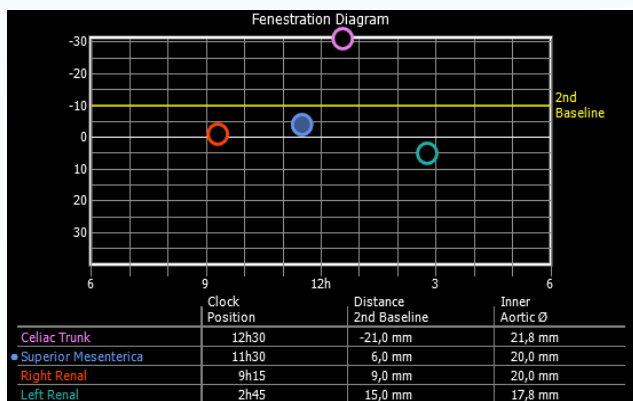 Fenestration Diagram
-30
-20
-10
0
10
20
30
2nd
Baseline
6 9 12h 3 6
Clock Position Distance 2nd Baseline Inner Aortic Ø
Celiac Trunk 12h30 -21,0 mm 21,8 mm
Superior Mesenterica 11h30 6,0 mm 20,0 mm
Right Renal 9h15 9,0 mm 20,0 mm
Left Renal 2h45 15,0 mm 17,8 mm